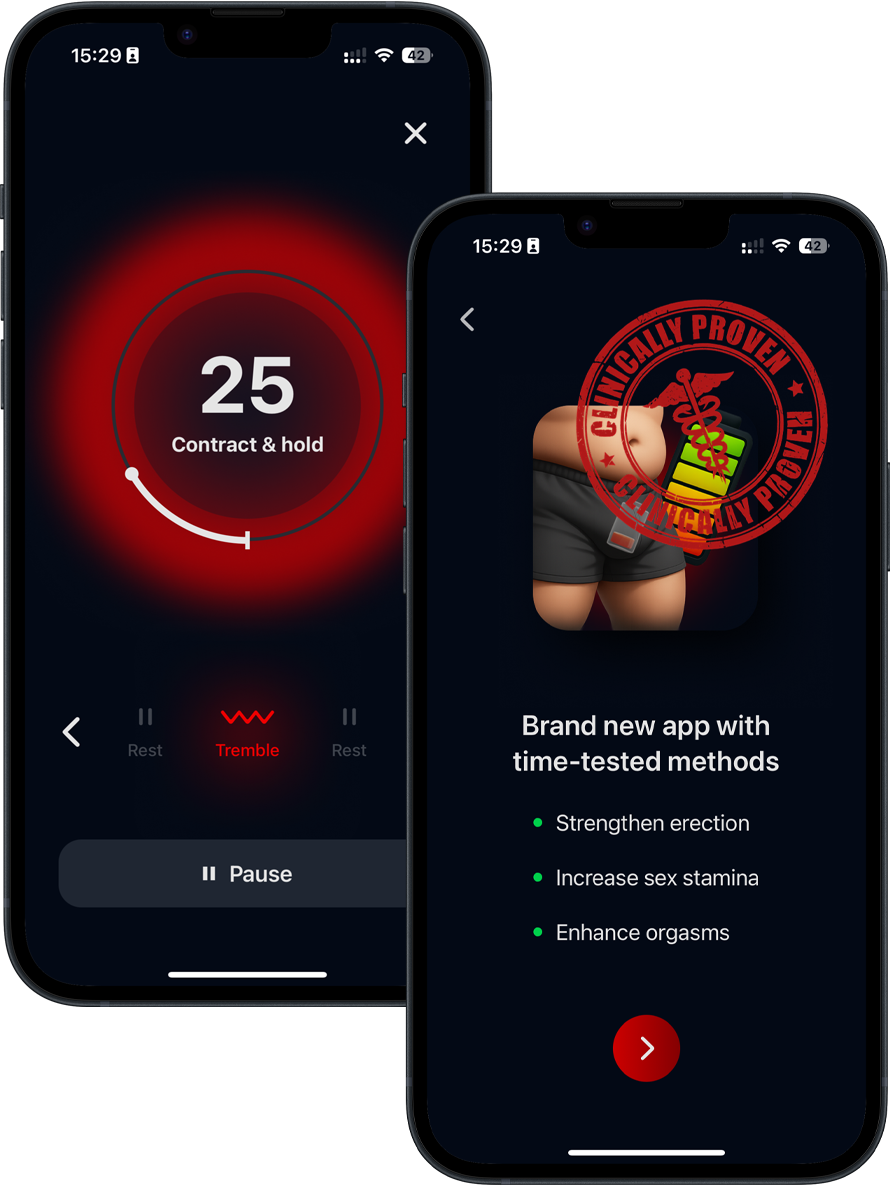 15:29
42
25
Contract & hold
Rest
Tremble
Rest
Pause
15:29
42
CLINICALLY PROVEN
CLINICALLY PROVEN
Brand new app with
time-tested methods
Strengthen erection
Increase sex stamina
Enhance orgasms